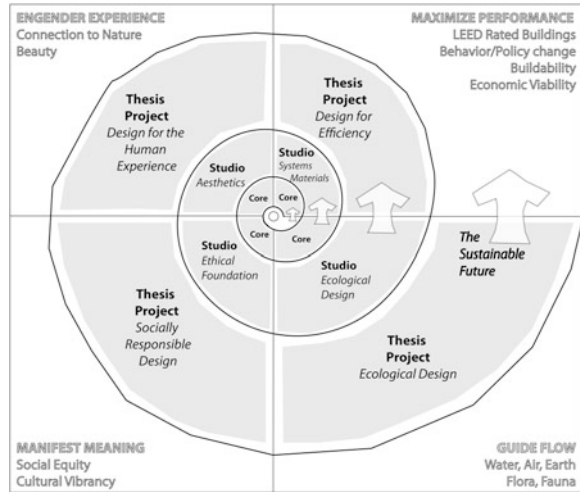 ENGENDER EXPERIENCE
Connection to Nature
Beauty
MAXIMIZE PERFORMANCE
LEED Rated Buildings
Behavior/Policy change
Buildability
Economic Viability
Thesis
Project
Design for the
Human
Experience
Thesis
Project
Design for
Efficiency
Studio
Aesthetics
Studio
Systems
Materials
Core
Core
Core
Core
Studio
Ethical
Foundation
Studio
Ecological
Design
The
Sustainable
Future
Thesis
Project
Socially
Responsible
Design
Thesis
Project
Ecological Design
MANIFEST MEANING
Social Equity
Cultural Vibrancy
GUIDE FLOW
Water, Air, Earth
Flora, Fauna